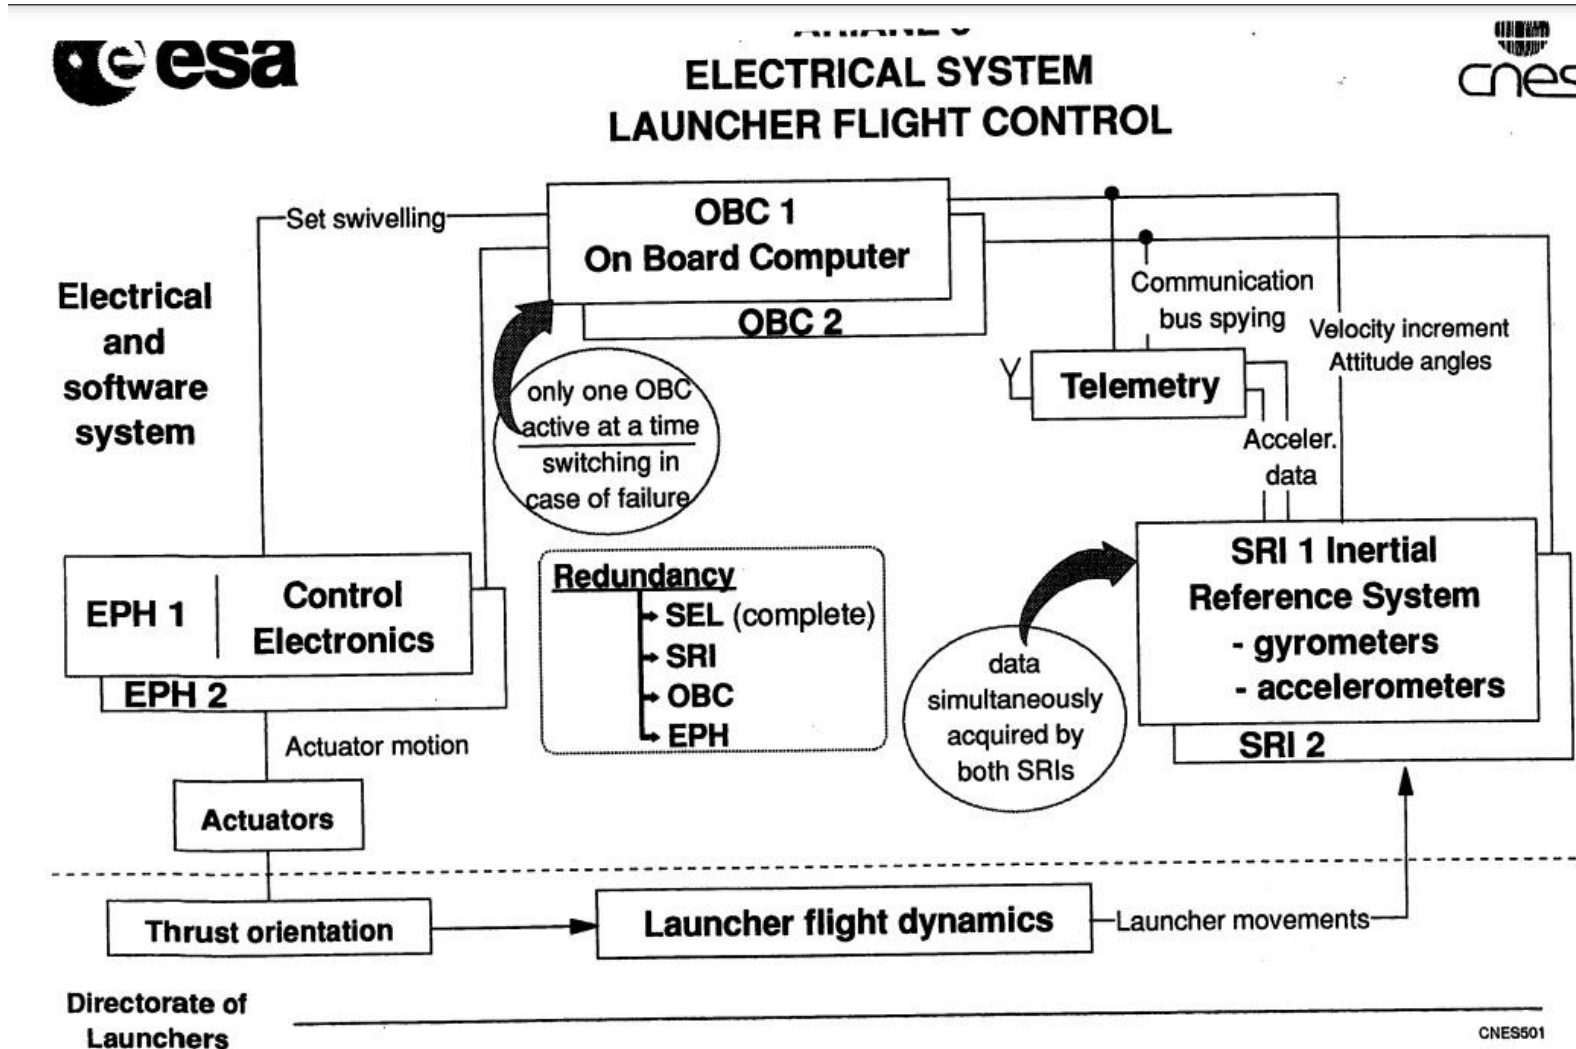 esa
ARIANE 5
ELECTRICAL SYSTEM
LAUNCHER FLIGHT CONTROL
cnes
Set swivelling
OBC 1
On Board Computer
OBC 2
Electrical
and
software
system
only one OBC
active at a time
switching in
case of failure
Communication
bus spying
Velocity increment
Attitude angles
Telemetry
Acceler.
data
EPH 1
Control
Electronics
EPH 2
Redundancy
SEL (complete)
SRI
OBC
EPH
data
simultaneously
acquired by
both SRIs
SRI 1 Inertial
Reference System
- gyrometers
- accelerometers
SRI 2
Actuator motion
Actuators
Thrust orientation
Launcher flight dynamics
Launcher movements
Directorate of
Launchers
CNES501